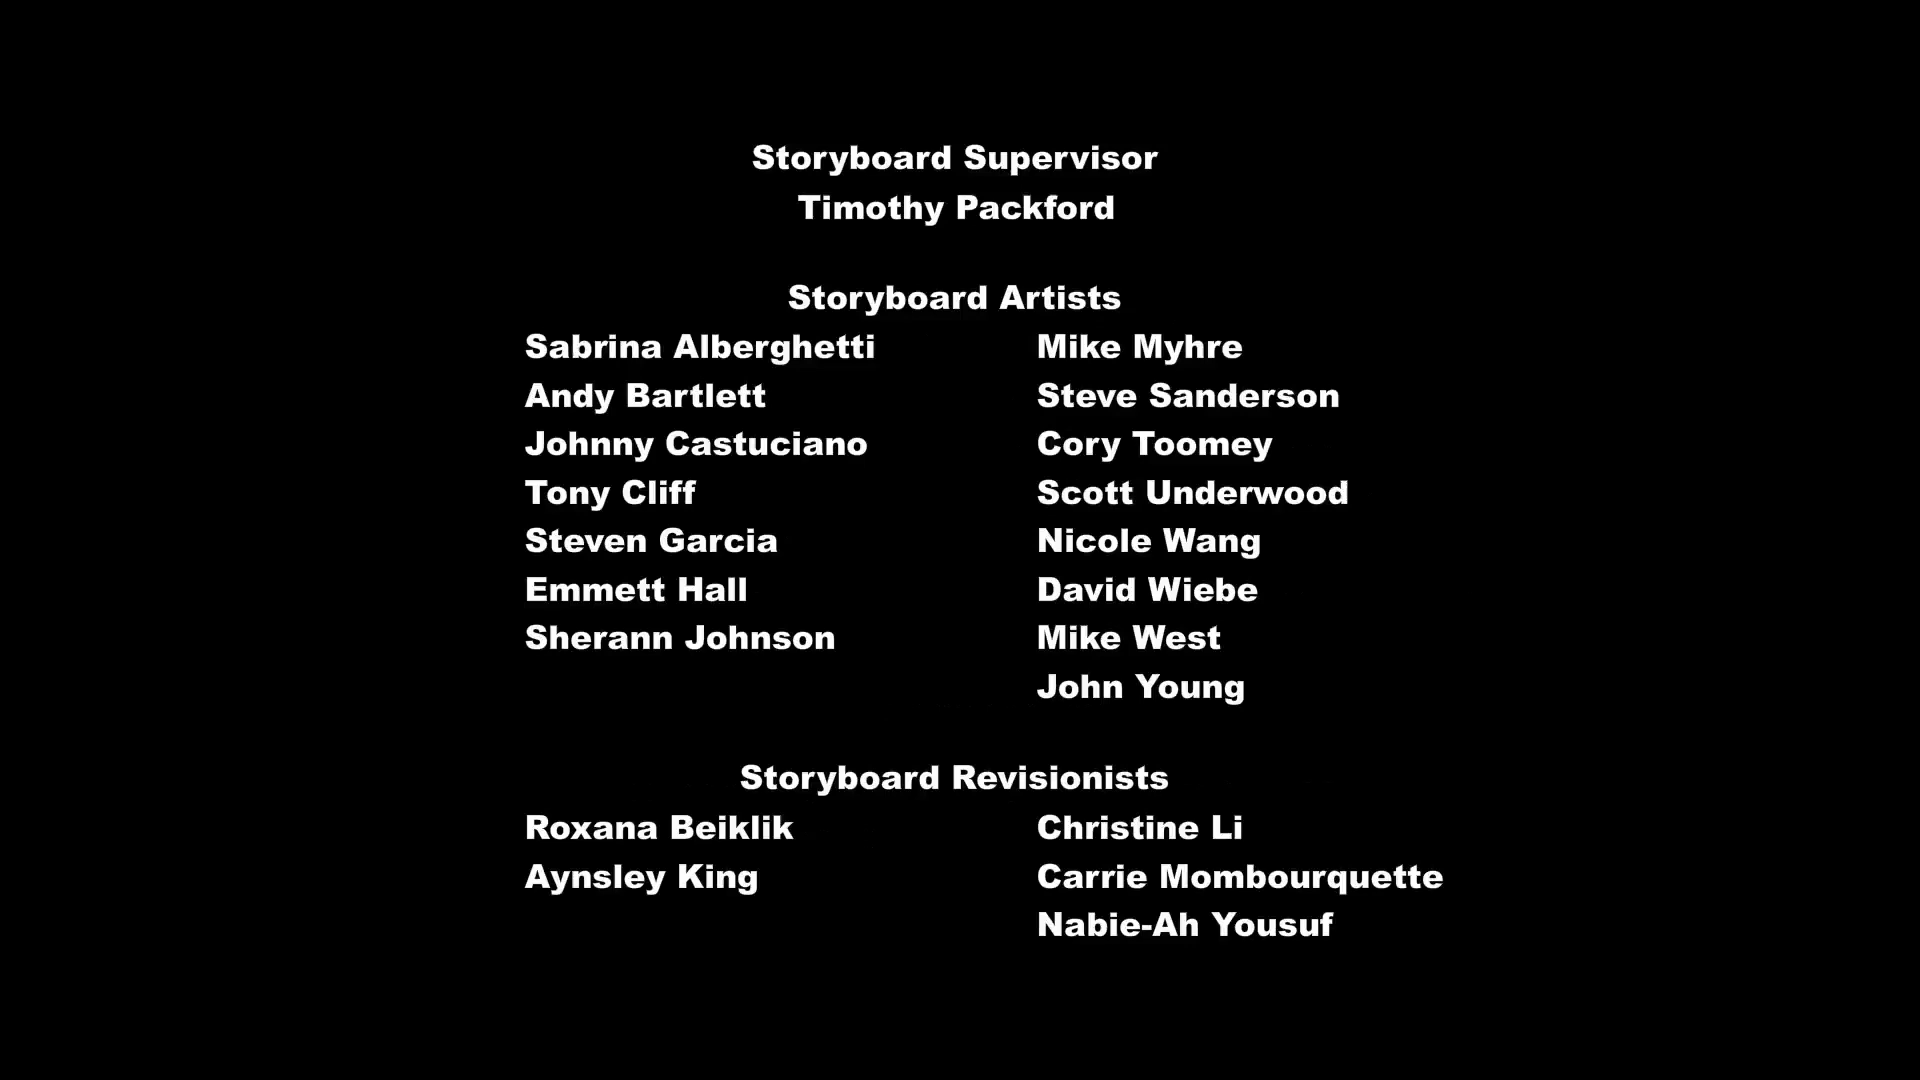 Storyboard Supervisor
Timothy Packford
Storyboard Artists
Sabrina Alberghetti
Andy Bartlett
Johnny Castuciano
Tony Cliff
Steven Garcia
Emmett Hall
Sherann Johnson
Mike Myhre
Steve Sanderson
Cory Toomey
Scott Underwood
Nicole Wang
David Wiebe
Mike West
John Young
Storyboard Revisionists
Roxana Beiklik
Aynsley King
Christine Li
Carrie Mombourquette
Nabie-Ah Yousuf